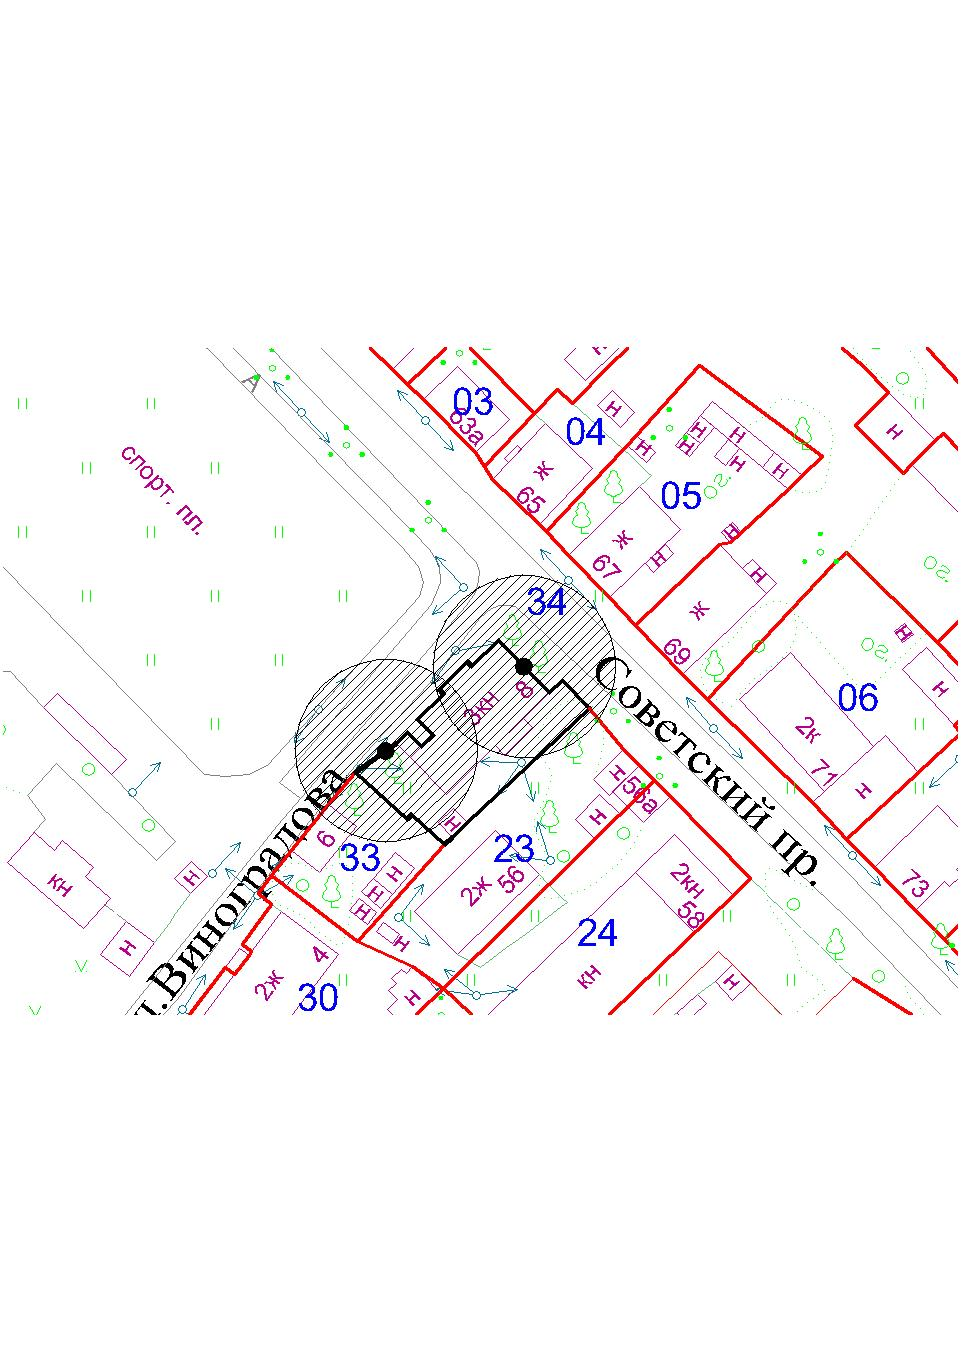 А
спорт. пл.
03
63а
04
н
н
ж
65
05
н
н
н
н
н
н
ж
67
н
н
н
ж
69
34
3кн
8
Советский пр.
06
н
н
н
2к
71
н
73
ул.Виноградова
6
33
н
н
н
н
23
2ж
56
н
н
56а
н
24
2кн
58
кн
н
н
30
2ж
4
н
кн
н
н